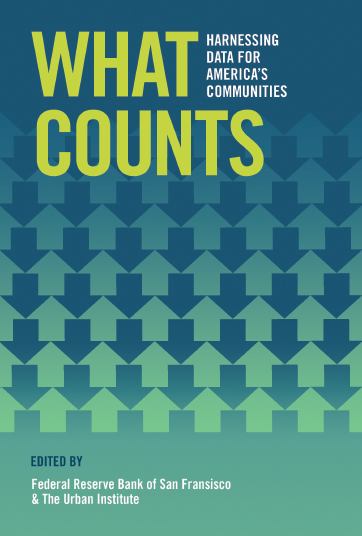 WHAT
HARNESSING
DATA FOR
AMERICA'S
COMMUNITIES
COUNTS
EDITED BY
Federal Reserve Bank of San Fransisco
& The Urban Institute